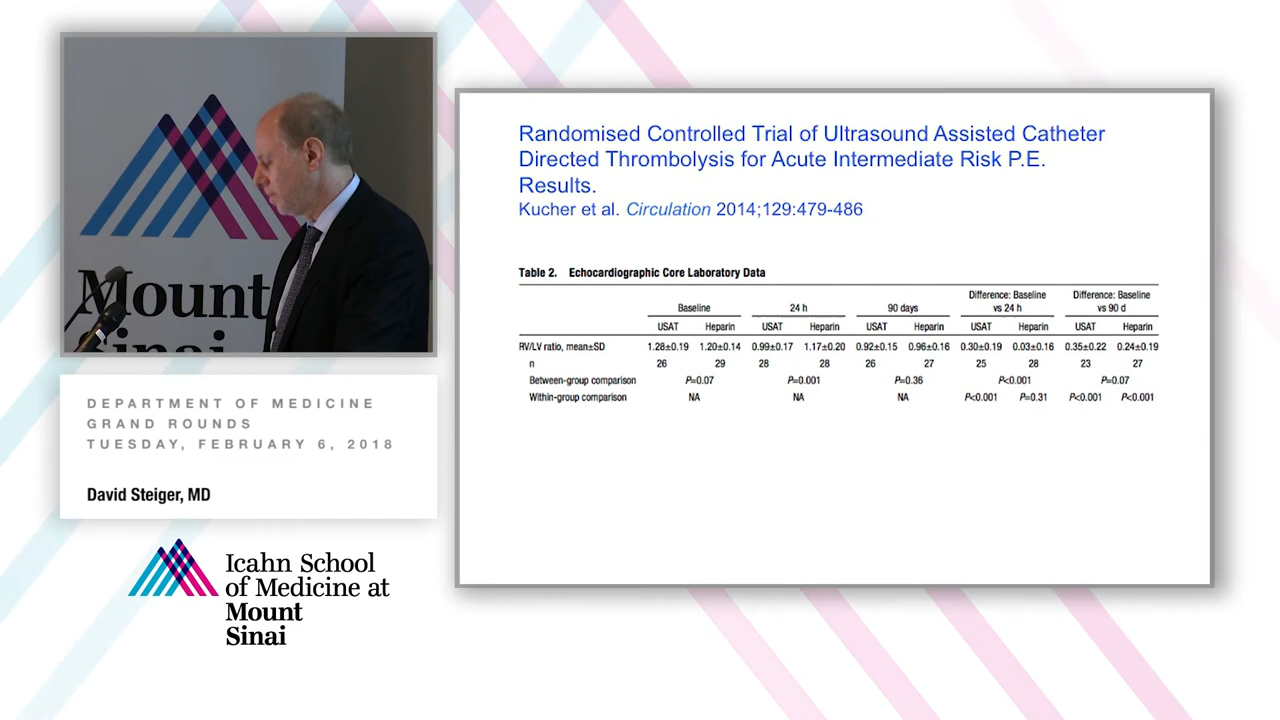 Mount
Sinai
DEPARTMENT OF MEDICINE
GRAND ROUNDS
TUESDAY, FEBRUARY 6, 2018
David Steiger, MD
Icahn School
of Medicine at
Mount
Sinai
Randomised Controlled Trial of Ultrasound Assisted Catheter
Directed Thrombolysis for Acute Intermediate Risk P.E.
Results.
Kucher et al. Circulation 2014;129:479-486
Table 2. Echocardiographic Core Laboratory Data
Baseline 24 h 90 days Difference: Baseline vs 24 h Difference: Baseline vs 90 d
USAT Heparin USAT Heparin USAT Heparin USAT Heparin USAT Heparin
RV/LV ratio, mean±SD 1.28±0.19 1.20±0.14 0.99±0.17 1.17±0.20 0.92±0.15 0.96±0.16 0.30±0.19 0.03±0.16 0.35±0.22 0.24±0.19
n 26 29 28 28 26 27 25 28 23 27
Between-group comparison P=0.07 P=0.001 P=0.36 P<0.001 P=0.07
Within-group comparison NA NA NA P<0.001 P=0.31 P<0.001 P<0.001